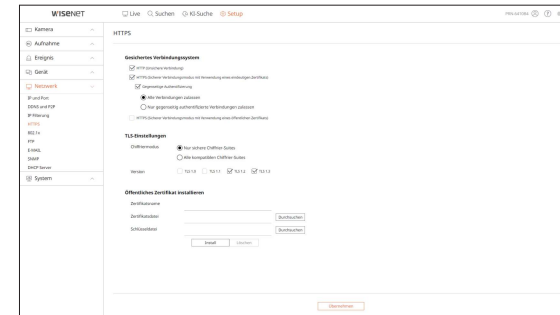 WISENET
Live Suchen KI-Suche Setup
Kamera
Aufnahme
Ereignis
Gerät
Netzwerk
IP und Port
DDNS und P2P
IP-Filterung
HTTPS
802.1x
FTP
E-MAIL
SNMP
DHCP-Server
System
HTTPS
Gesichertes Verbindungssystem
HTTP (Unsichere Verbindung)
HTTPS (Sicherer Verbindungsmodus mit Verwendung eines eindeutigen Zertifikats)
Gegenseitige Authentifizierung
Alle Verbindungen zulassen
Nur gegenseitig authentifizierte Verbindungen zulassen
HTTPS (Sicherer Verbindungsmodus mit Verwendung eines öffentlichen Zertifikats)
TLS-Einstellungen
Chiffriermodus
Nur sichere Chiffrier-Suites
Alle kompatiblen Chiffrier-Suites
Version TLS 1.0 TLS 1.1 TLS 1.2 TLS 1.3
Öffentliches Zertifikat installieren
Zertifikatsname
Zertifikatsdatei Durchsuchen
Schlüsseldatei Durchsuchen
Install Löschen
Übernehmen